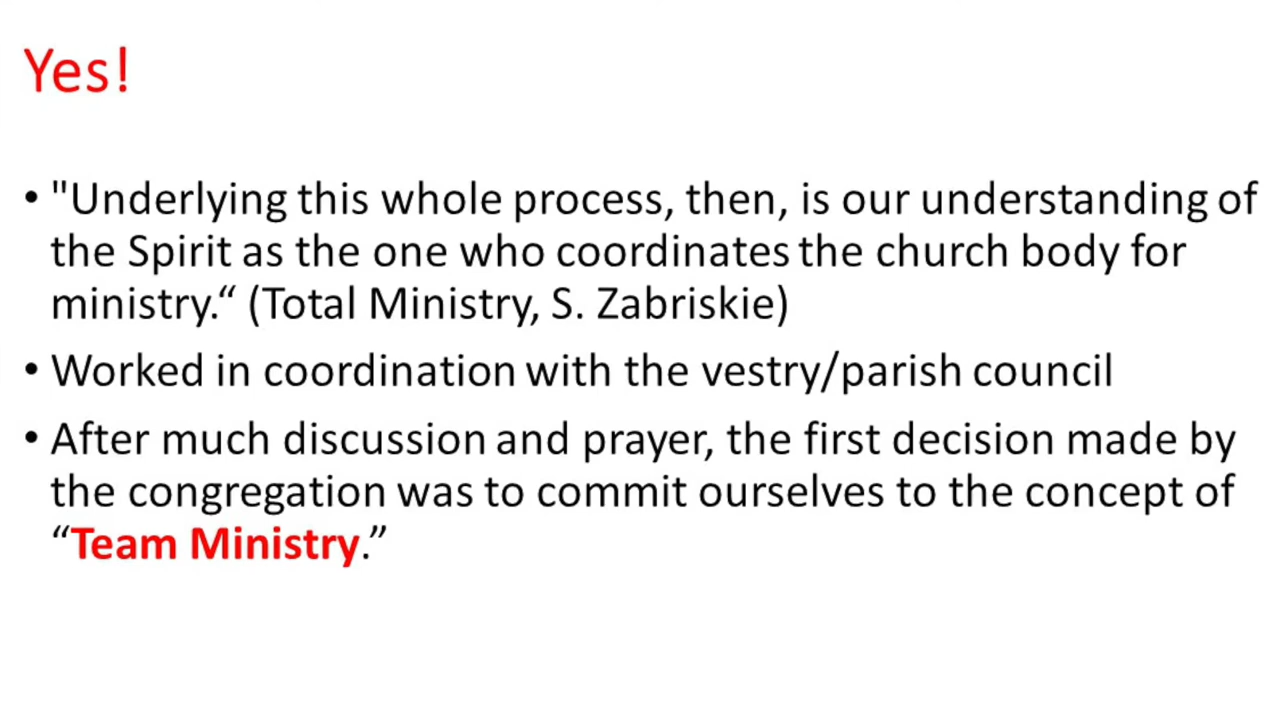 Yes!
• "Underlying this whole process, then, is our understanding of
the Spirit as the one who coordinates the church body for
ministry.“ (Total Ministry, S. Zabriskie)
• Worked in coordination with the vestry/parish council
• After much discussion and prayer, the first decision made by
the congregation was to commit ourselves to the concept of
“Team Ministry.”